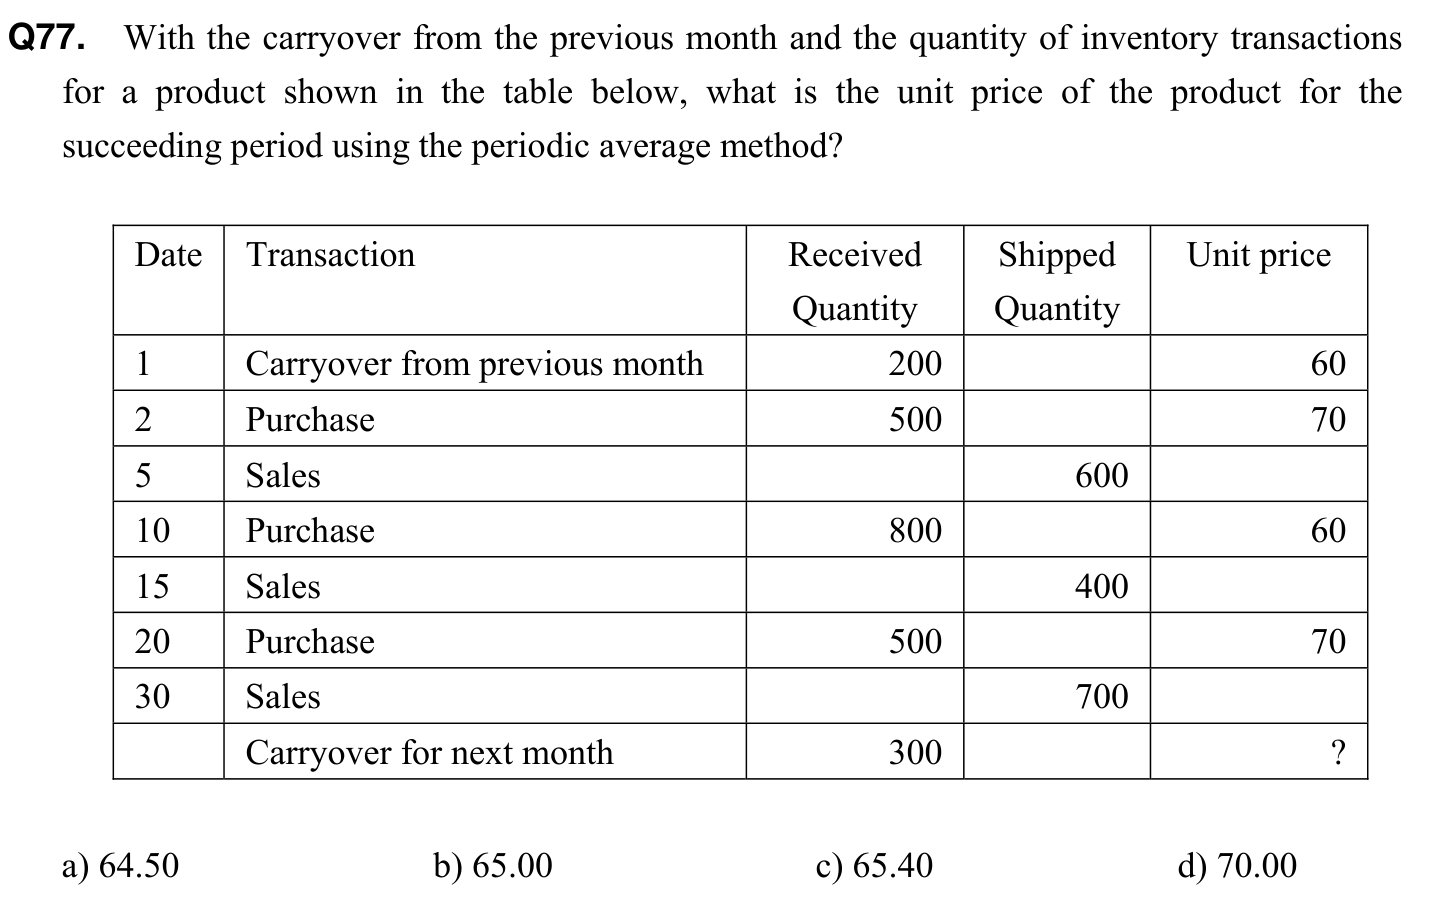 Q77. With the carryover from the previous month and the quantity of inventory transactions
for a product shown in the table below, what is the unit price of the product for the
succeeding period using the periodic average method?
Date Transaction Received Shipped Unit price
Quantity Quantity
1 Carryover from previous month 200 60
2 Purchase 500 70
5 Sales 600
10 Purchase 800 60
15 Sales 400
20 Purchase 500 70
30 Sales 700
Carryover for next month 300 ?
a) 64.50 b) 65.00 c) 65.40 d) 70.00